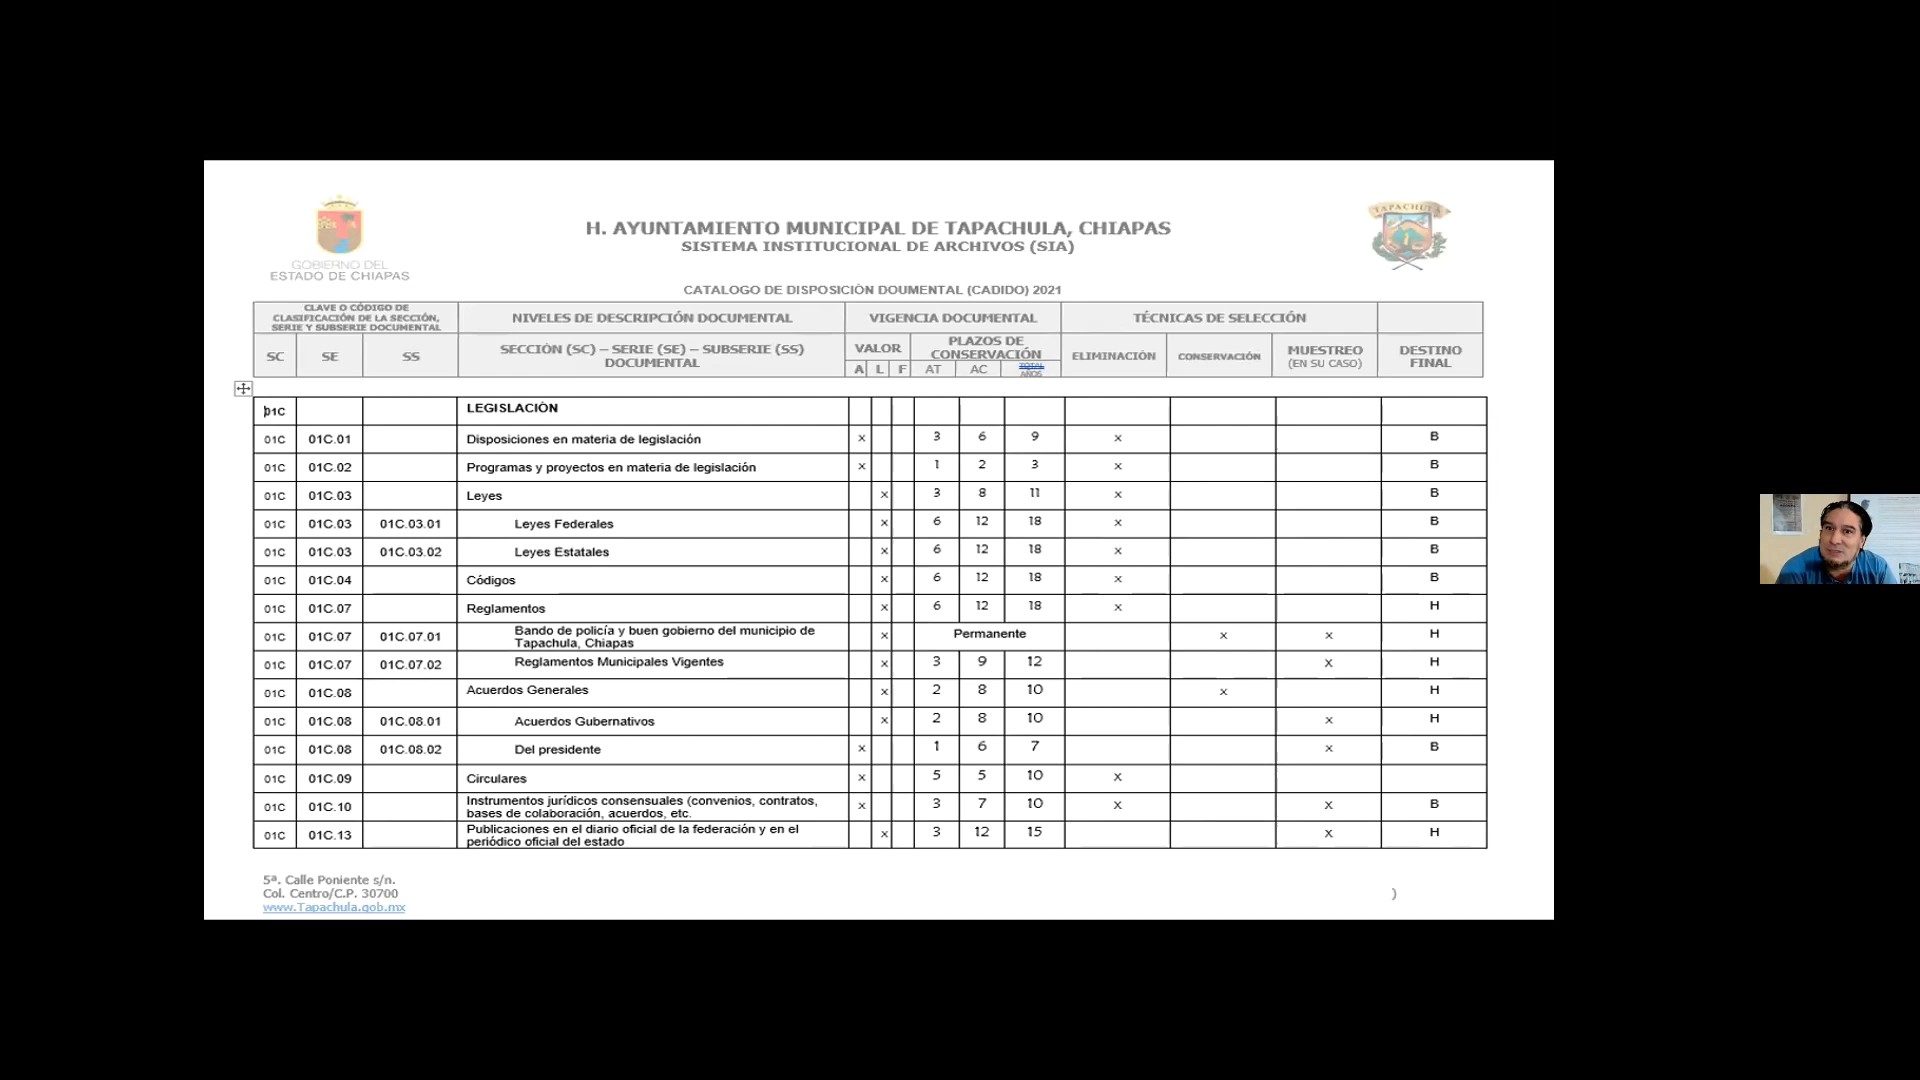 GOBIERNO DEL
ESTADO DE CHIAPAS
H. AYUNTAMIENTO MUNICIPAL DE TAPACHULA, CHIAPAS
SISTEMA INSTITUCIONAL DE ARCHIVOS (SIA)
TAPACHULA
CATALOGO DE DISPOSICIÓN DOUMENTAL (CADIDO) 2021
CLAVE O CÓDIGO DE
CLASIFICACIÓN DE LA SECCIÓN,
SERIE Y SUBSERIE DOCUMENTAL
NIVELES DE DESCRIPCIÓN DOCUMENTAL
VIGENCIA DOCUMENTAL
TÉCNICAS DE SELECCIÓN
SC SE SS
SECCIÓN (SC) – SERIE (SE) – SUBSERIE (SS)
DOCUMENTAL
VALOR
A L F
PLAZOS DE
CONSERVACIÓN
AT AC TOTAL
AÑOS
ELIMINACIÓN
CONSERVACIÓN
MUESTREO
(EN SU CASO)
DESTINO
FINAL
01C LEGISLACIÓN
01C 01C.01 Disposiciones en materia de legislación x 3 6 9 x B
01C 01C.02 Programas y proyectos en materia de legislación x 1 2 3 x B
01C 01C.03 Leyes x 3 8 11 x B
01C 01C.03 01C.03.01 Leyes Federales x 6 12 18 x B
01C 01C.03 01C.03.02 Leyes Estatales x 6 12 18 x B
01C 01C.04 Códigos x 6 12 18 x B
01C 01C.07 Reglamentos x 6 12 18 x H
01C 01C.07 01C.07.01 Bando de policía y buen gobierno del municipio de
Tapachula, Chiapas x Permanente x x H
01C 01C.07 01C.07.02 Reglamentos Municipales Vigentes x 3 9 12 x H
01C 01C.08 Acuerdos Generales x 2 8 10 x H
01C 01C.08 01C.08.01 Acuerdos Gubernativos x 2 8 10 x H
01C 01C.08 01C.08.02 Del presidente x 1 6 7 x B
01C 01C.09 Circulares x 5 5 10 x
01C 01C.10 Instrumentos jurídicos consensuales (convenios, contratos,
bases de colaboración, acuerdos, etc. x 3 7 10 x x B
01C 01C.13 Publicaciones en el diario oficial de la federación y en el
periódico oficial del estado x 3 12 15 x H
5ª. Calle Poniente s/n.
Col. Centro/C.P. 30700
www.Tapachula.gob.mx
)